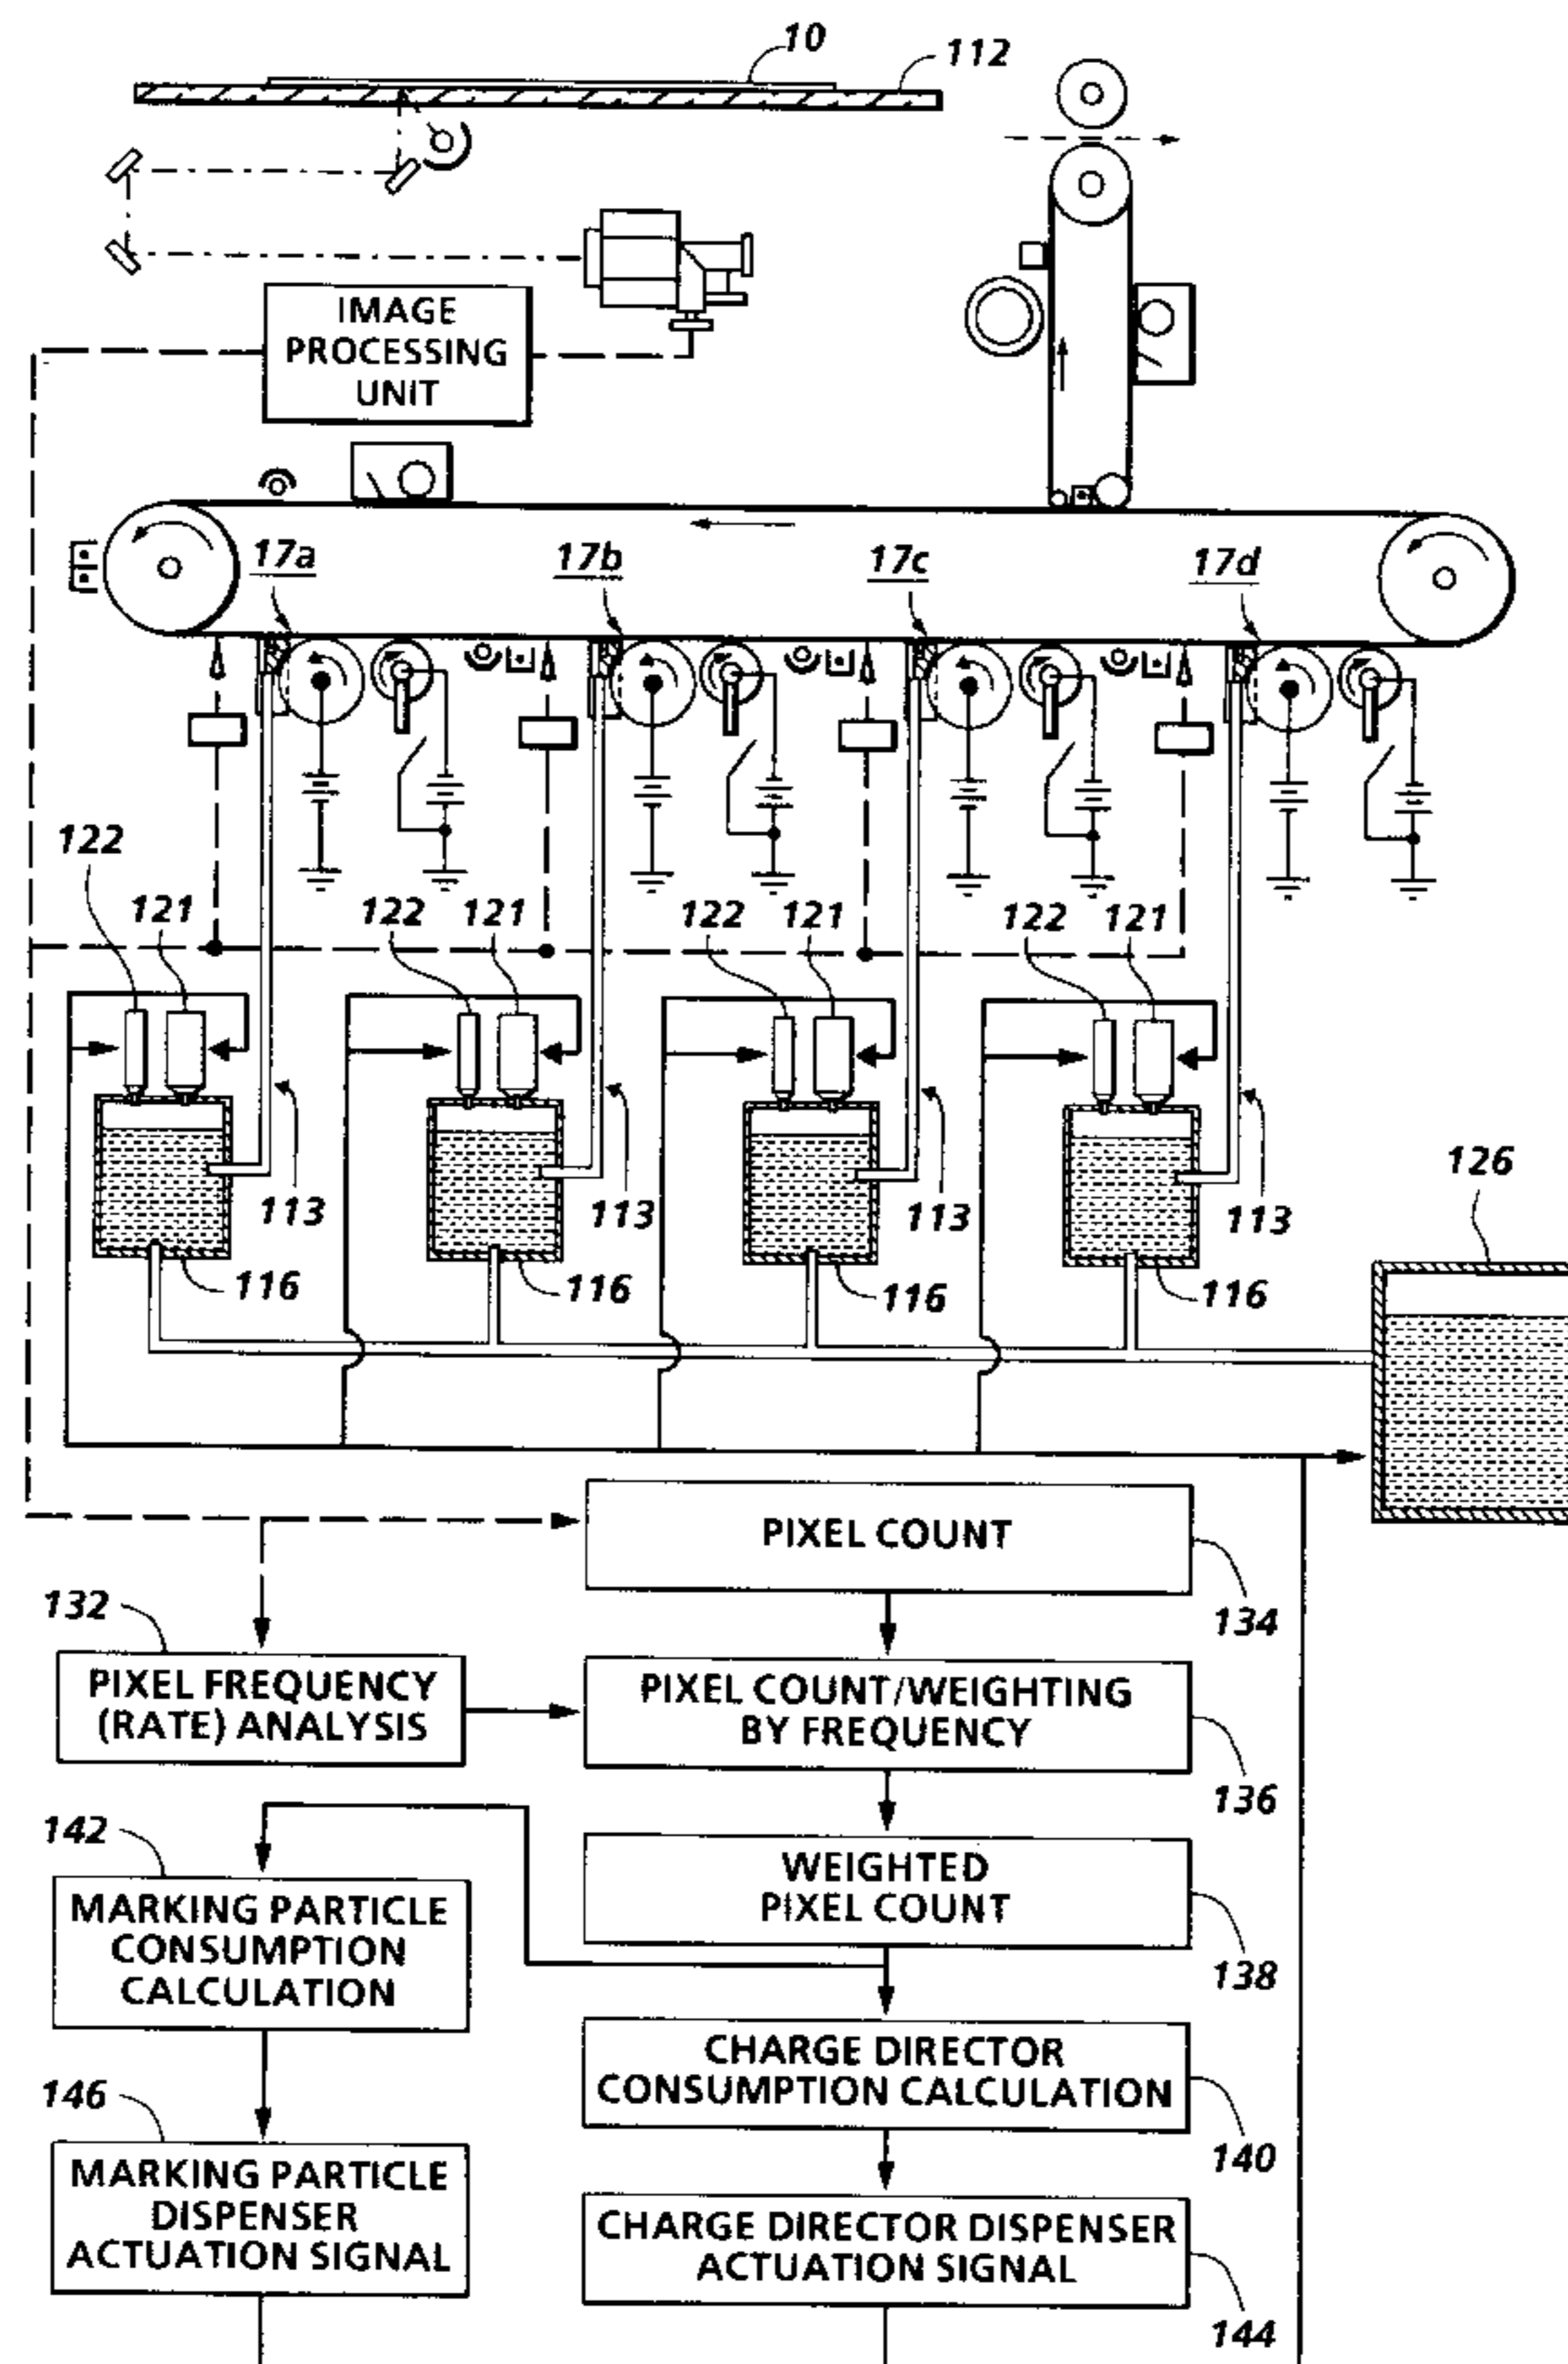 10
112
IMAGE
PROCESSING
UNIT
17a
17b
17c
17d
122
121
122
121
122
121
122
121
113
113
113
113
126
116
116
116
116
PIXEL COUNT
134
132
PIXEL FREQUENCY
(RATE) ANALYSIS
PIXEL COUNT/WEIGHTING
BY FREQUENCY
136
142
WEIGHTED
PIXEL COUNT
138
MARKING PARTICLE
CONSUMPTION
CALCULATION
CHARGE DIRECTOR
CONSUMPTION CALCULATION
140
146
MARKING PARTICLE
DISPENSER
ACTUATION SIGNAL
CHARGE DIRECTOR DISPENSER
ACTUATION SIGNAL
144